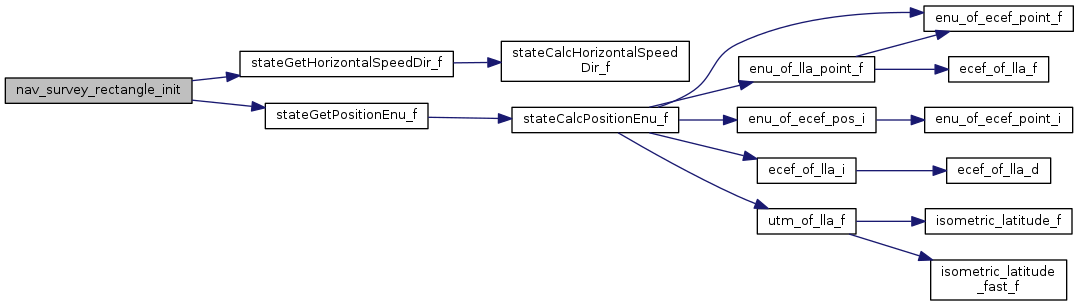 nav_survey_rectangle_init
stateGetHorizontalSpeedDir_f
stateCalcHorizontalSpeed
Dir_f
stateGetPositionEnu_f
stateCalcPositionEnu_f
enu_of_ecef_point_f
enu_of_lla_point_f
ecef_of_lla_f
enu_of_ecef_pos_i
enu_of_ecef_point_i
ecef_of_lla_i
ecef_of_lla_d
utm_of_lla_f
isometric_latitude_f
isometric_latitude
_fast_f